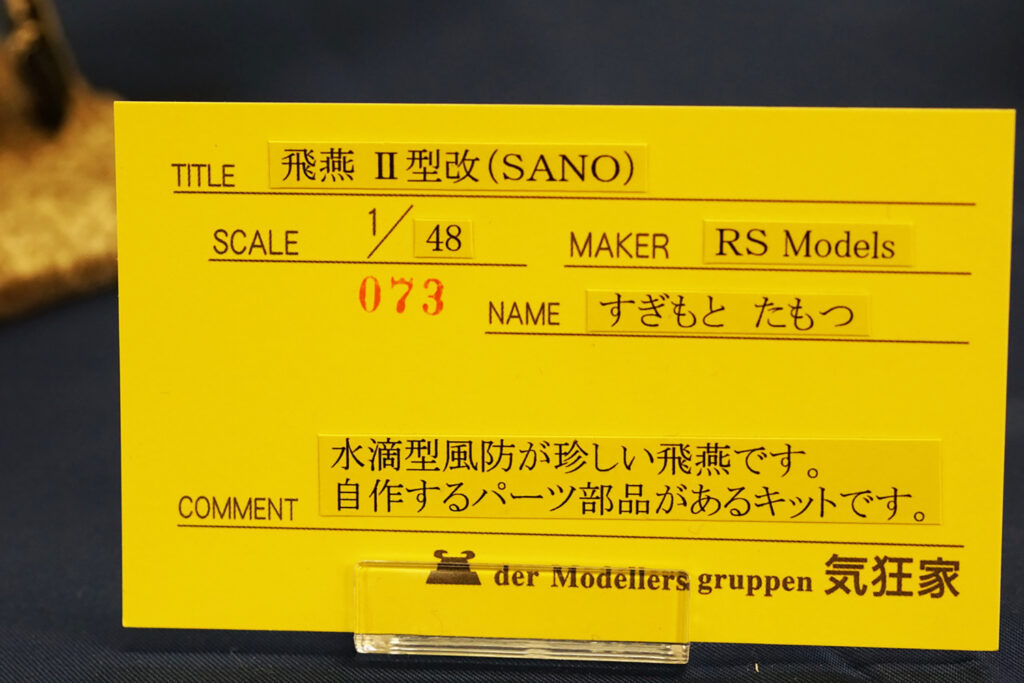 TITLE 飛燕 Ⅱ型改(SANO)
SCALE 1/48 MAKER RS Models
073
NAME すぎもと たもつ
水滴型風防が珍しい飛燕です。
COMMENT 自作するパーツ部品があるキットです。
der Modellers gruppen 気狂家